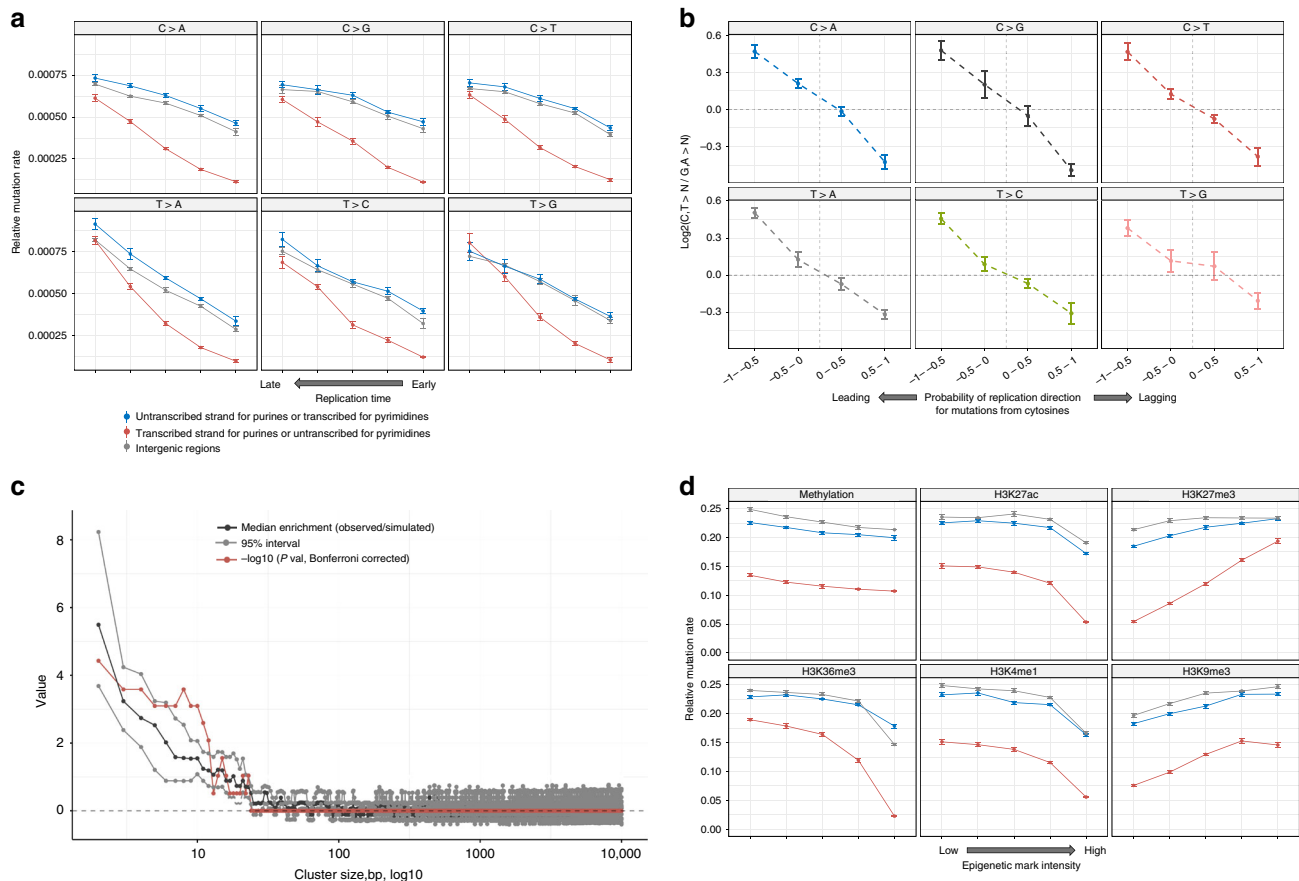 a
C > A
C > G
C > T
0.00075
0.00050
0.00025
T > A
T > C
T > G
0.00075
0.00050
0.00025
Relative mutation rate
Late
Early
Replication time
Untranscribed strand for purines or transcribed for pyrimidines
Transcribed strand for purines or untranscribed for pyrimidines
Intergenic regions
b
C > A
C > G
C > T
0.6
0.3
0.0
−0.3
T > A
T > C
T > G
0.6
0.3
0.0
−0.3
Log2(C,T > N / G,A > N)
−1 − −0.5
−0.5 − 0
0 − 0.5
0.5 − 1
−1 − −0.5
−0.5 − 0
0 − 0.5
0.5 − 1
−1 − −0.5
−0.5 − 0
0 − 0.5
0.5 − 1
Leading
Probability of replication direction
for mutations from cytosines
Lagging
c
Median enrichment (observed/simulated)
95% interval
−log10 (P val, Bonferroni corrected)
8
6
4
2
0
Value
10
100
1000
10,000
Cluster size,bp, log10
d
Methylation
H3K27ac
H3K27me3
0.25
0.20
0.15
0.10
0.05
0.00
H3K36me3
H3K4me1
H3K9me3
0.25
0.20
0.15
0.10
0.05
0.00
Relative mutation rate
Low
High
Epigenetic mark intensity